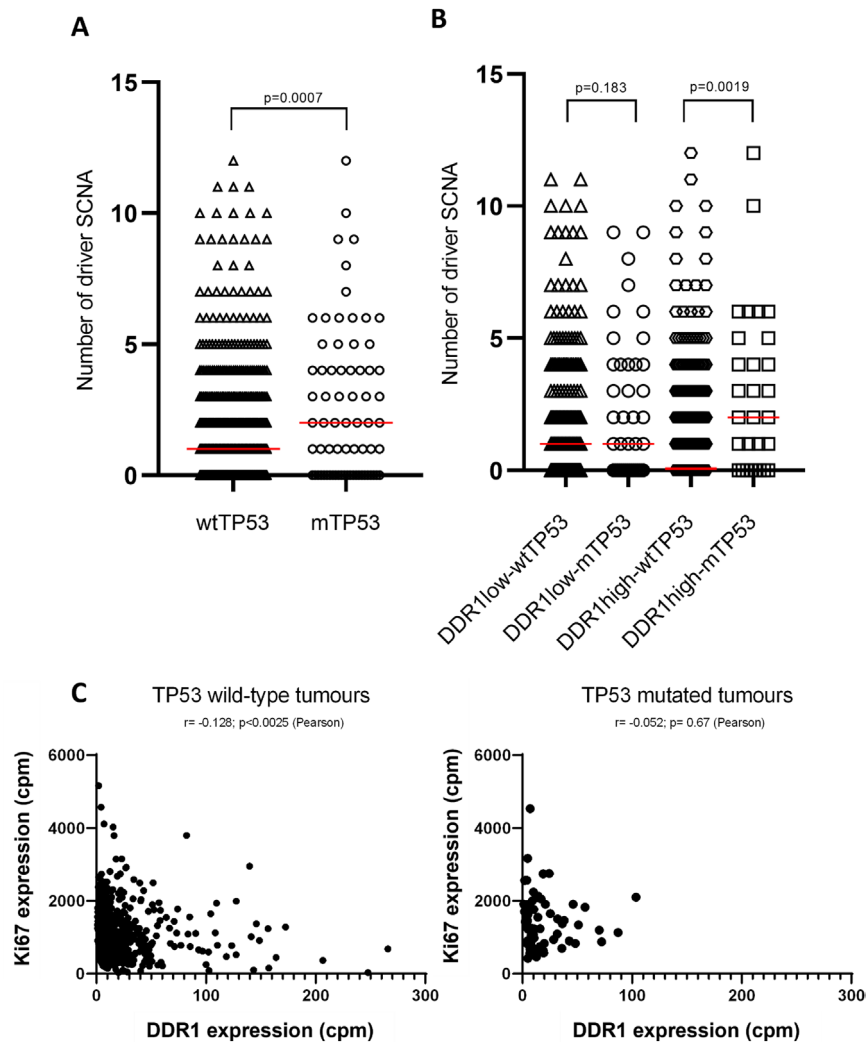 A
Number of driver SCNA
15
10
5
0
p=0.0007
wtTP53
mTP53
B
Number of driver SCNA
15
10
5
0
p=0.183
p=0.0019
DDR1low-wtTP53
DDR1low-mTP53
DDR1high-wtTP53
DDR1high-mTP53
C
TP53 wild-type tumours
r= -0.128; p<0.0025 (Pearson)
Ki67 expression (cpm)
6000
4000
2000
0
0
100
200
300
DDR1 expression (cpm)
TP53 mutated tumours
r= -0.052; p= 0.67 (Pearson)
Ki67 expression (cpm)
6000
4000
2000
0
0
100
200
300
DDR1 expression (cpm)